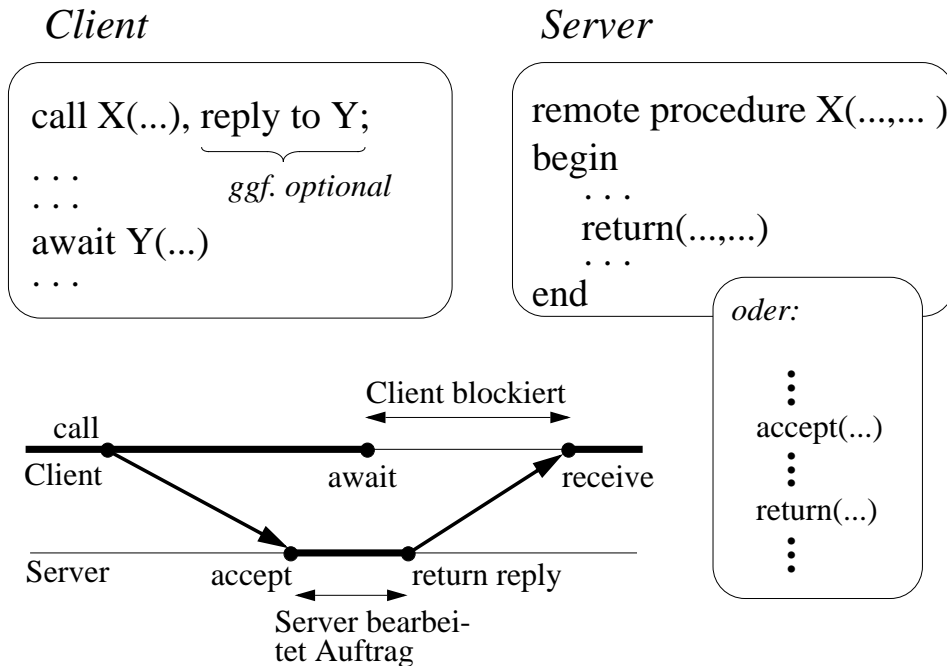 Client
call X(...), reply to Y;
ggf. optional
. . .
. . .
await Y(...)
. . .
Server
remote procedure X(...,... )
begin
. . .
return(...,...)
. . .
end
oder:
accept(...)
return(...)
Client blockiert
call
Client
await
receive
Server
accept
return reply
Server bearbei-
tet Auftrag